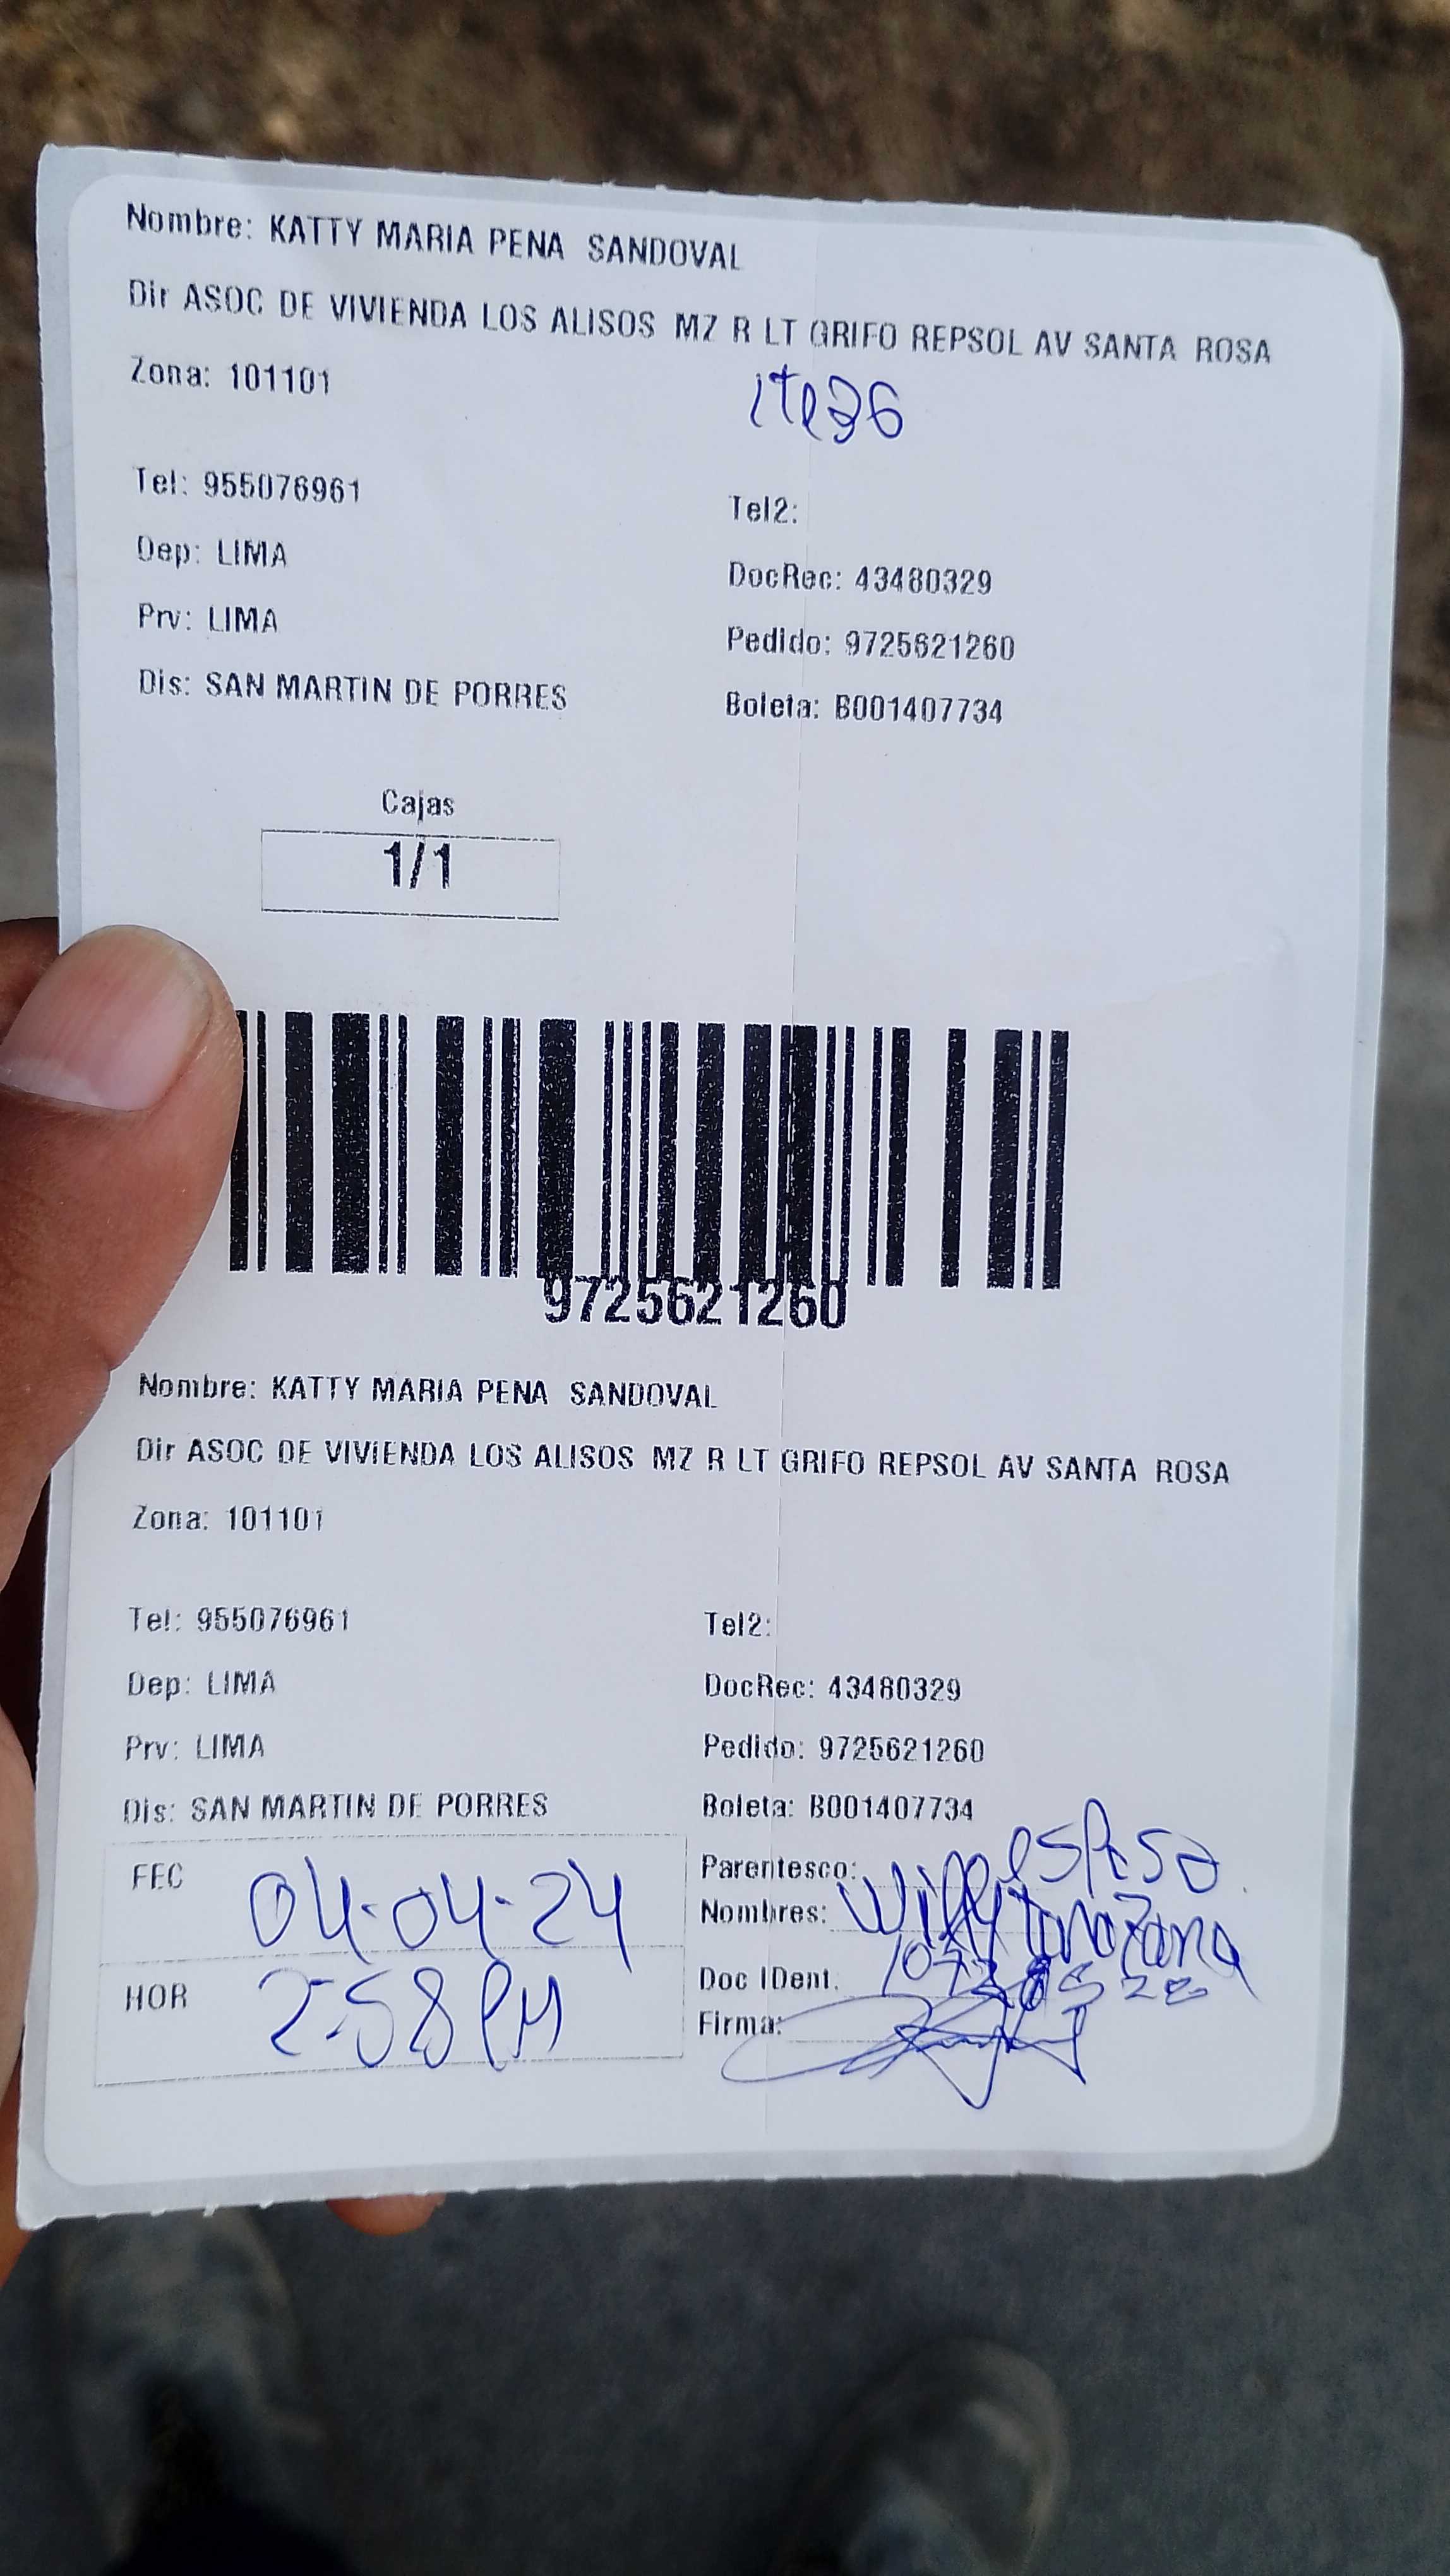 Nombre: KATTY MARIA PENA SANDOVAL
Dir ASOC DE VIVIENDA LOS ALISOS MZ R LT GRIFO REPSOL AV SANTA ROSA
Zona: 101101
Tel: 955076961
Tel2:
Dep: LIMA
DocRec: 43480329
Prv: LIMA
Pedido: 9725621260
Dis: SAN MARTIN DE PORRES
Boleta: B001407734
Cajas
1/1
9725621260
Nombre: KATTY MARIA PENA SANDOVAL
Dir ASOC DE VIVIENDA LOS ALISOS MZ R LT GRIFO REPSOL AV SANTA ROSA
Zona: 101101
Tel: 955076961
Tel2:
Dep: LIMA
DocRec: 43480329
Prv: LIMA
Pedido: 9725621260
Dis: SAN MARTIN DE PORRES
Boleta: B001407734
FEC 04-04-24
Parentesco:
Nombres: Willy
HOR 2:58 PM
Doc IDent.
Firma: